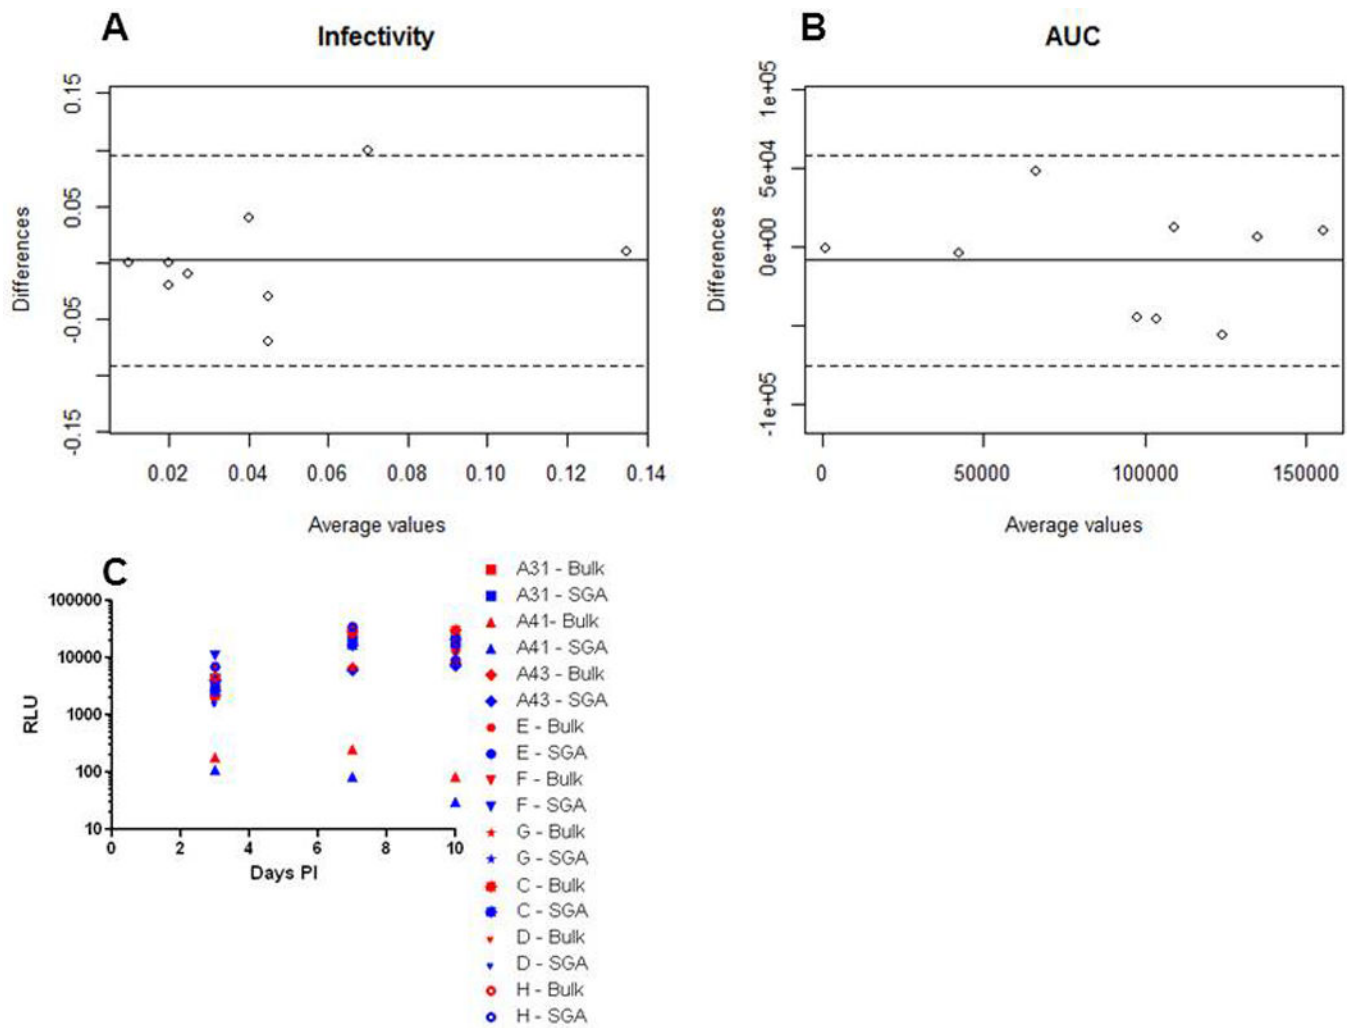 A
Infectivity
0.15
0.05
-0.05
-0.15
Differences
0.02 0.04 0.06 0.08 0.10 0.12 0.14
Average values
B
AUC
1e+05
5e+04
0e+00
-1e+05
Differences
0 50000 100000 150000
Average values
C
100000
10000
1000
100
10
RLU
0 2 4 6 8 10
Days PI
A31 - Bulk
A31 - SGA
A41- Bulk
A41 - SGA
A43 - Bulk
A43 - SGA
E - Bulk
E - SGA
F - Bulk
F - SGA
G - Bulk
G - SGA
C - Bulk
C - SGA
D - Bulk
D - SGA
H - Bulk
H - SGA